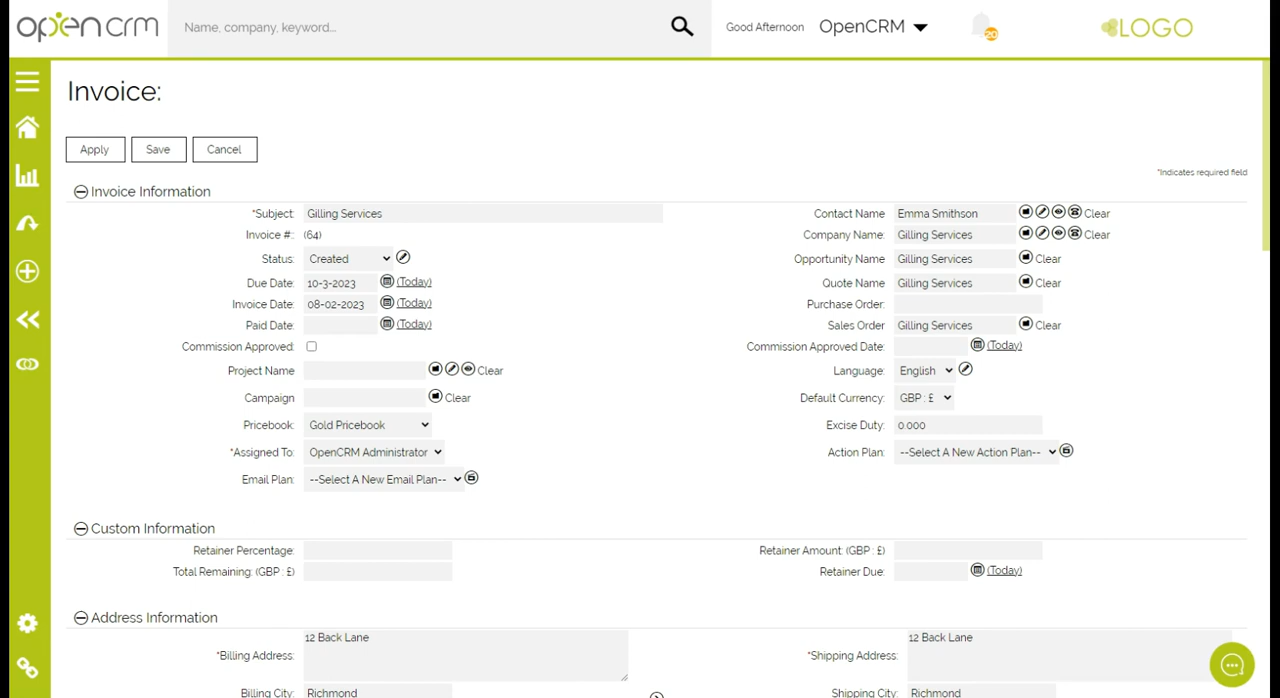 opencrm
Name, company, keyword...
Good Afternoon OpenCRM
20
LOGO
Invoice:
Apply Save Cancel
*Indicates required field
Invoice Information
*Subject: Gilling Services
Contact Name Emma Smithson Clear
Invoice #: (64)
Company Name: Gilling Services Clear
Status: Created
Opportunity Name Gilling Services Clear
Due Date: 10-3-2023 (Today)
Quote Name Gilling Services Clear
Invoice Date: 08-02-2023 (Today)
Purchase Order:
Paid Date: (Today)
Sales Order Gilling Services Clear
Commission Approved:
Commission Approved Date: (Today)
Project Name Clear
Language: English
Campaign Clear
Default Currency: GBP : £
Pricebook: Gold Pricebook
Excise Duty: 0.000
*Assigned To: OpenCRM Administrator
Action Plan: --Select A New Action Plan--
Email Plan: --Select A New Email Plan--
Custom Information
Retainer Percentage:
Retainer Amount: (GBP : £)
Total Remaining: (GBP : £)
Retainer Due: (Today)
Address Information
*Billing Address: 12 Back Lane
*Shipping Address: 12 Back Lane
Billing City: Richmond
Shipping City: Richmond